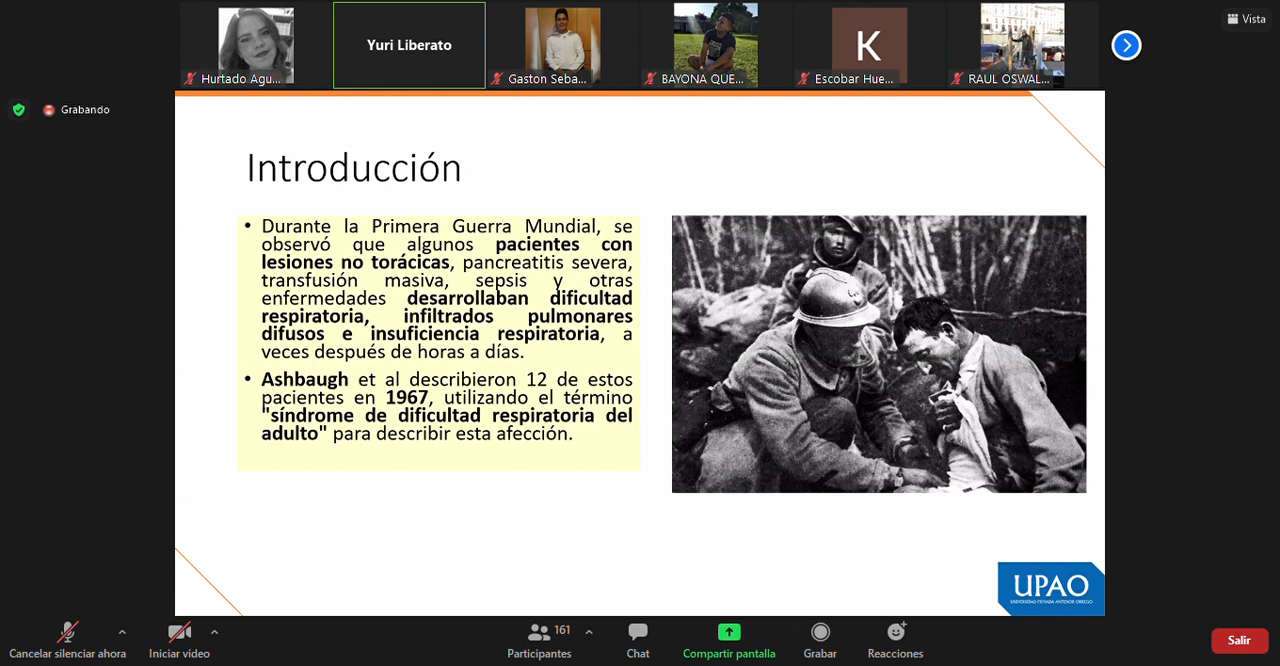 Vista
Yuri Liberato
K
Hurtado Agu...
Gaston Seba...
BAYONA QUE...
Escobar Hue...
RAUL OSWAL...
Grabando
Introducción
• Durante la Primera Guerra Mundial, se
observó que algunos pacientes con
lesiones no torácicas, pancreatitis severa,
transfusión masiva, sepsis y otras
enfermedades desarrollaban dificultad
respiratoria, infiltrados pulmonares
difusos e insuficiencia respiratoria, a
veces después de horas a días.
• Ashbaugh et al describieron 12 de estos
pacientes en 1967, utilizando el término
"síndrome de dificultad respiratoria del
adulto" para describir esta afección.
UPAO
UNIVERSIDAD PRIVADA ANTENOR ORREGO
161
Cancelar silenciar ahora
Iniciar video
Participantes
Chat
Compartir pantalla
Grabar
Reacciones
Salir